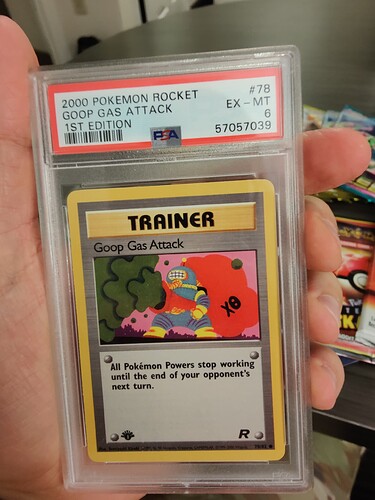 2000 POKEMON ROCKET #78
GOOP GAS ATTACK EX - MT
1ST EDITION 6
PSA 57057039
TRAINER
Goop Gas Attack
All Pokémon Powers stop working
until the end of your opponent's
next turn.
R